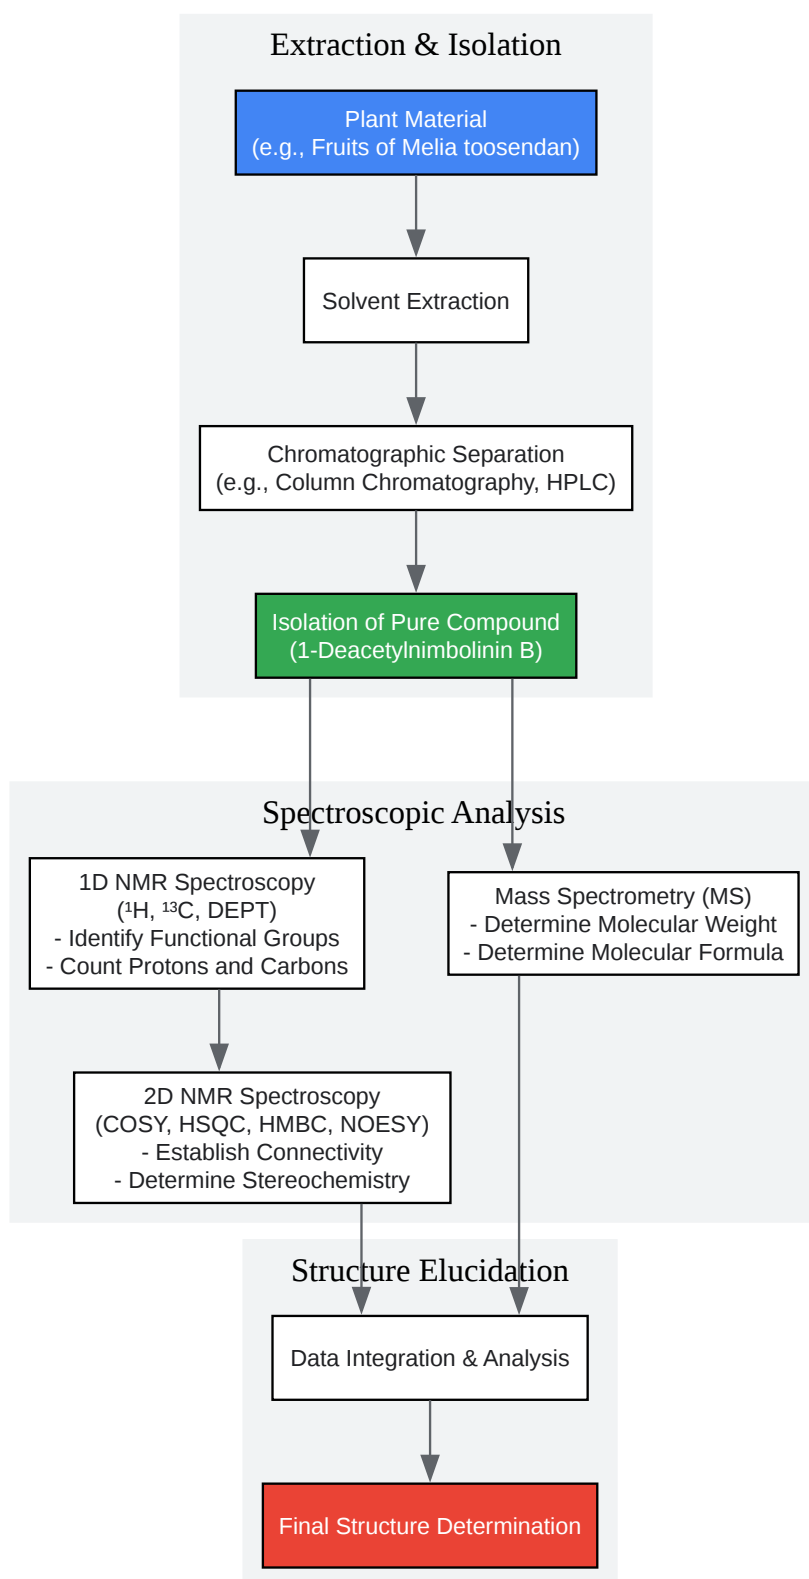 Extraction & Isolation
Plant Material
(e.g., Fruits of Melia toosendan)
Solvent Extraction
Chromatographic Separation
(e.g., Column Chromatography, HPLC)
Isolation of Pure Compound
(1-Deacetylnimbolinin B)
Spectroscopic Analysis
1D NMR Spectroscopy
(¹H, ¹³C, DEPT)
- Identify Functional Groups
- Count Protons and Carbons
Mass Spectrometry (MS)
- Determine Molecular Weight
- Determine Molecular Formula
2D NMR Spectroscopy
(COSY, HSQC, HMBC, NOESY)
- Establish Connectivity
- Determine Stereochemistry
Structure Elucidation
Data Integration & Analysis
Final Structure Determination